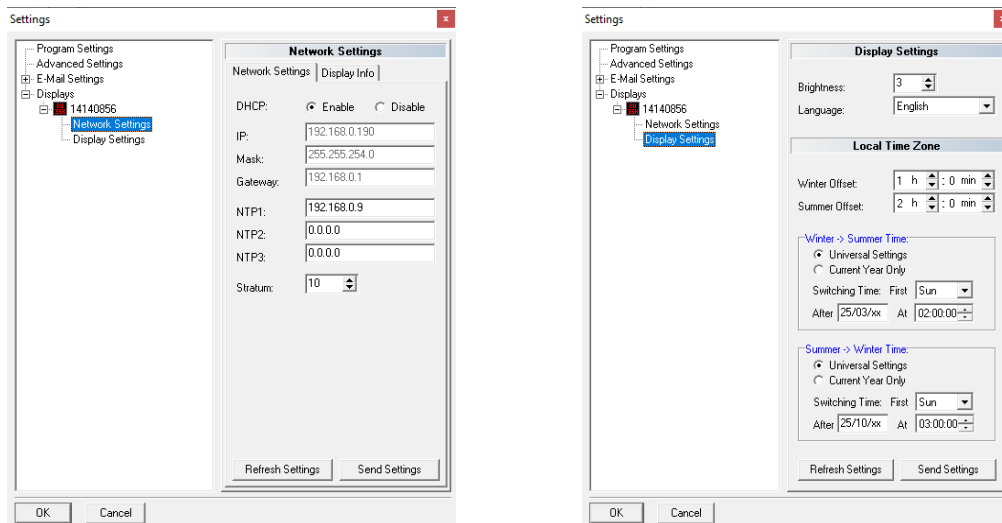 Settings
x
Program Settings
Advanced Settings
E-Mail Settings
Displays
14140856
Network Settings
Display Settings
Network Settings
Network Settings Display Info
DHCP: Enable Disable
IP: 192.168.0.190
Mask: 255.255.254.0
Gateway: 192.168.0.1
NTP1: 192.168.0.9
NTP2: 0.0.0.0
NTP3: 0.0.0.0
Stratum: 10
Refresh Settings Send Settings
OK Cancel
Settings
x
Program Settings
Advanced Settings
E-Mail Settings
Displays
14140856
Network Settings
Display Settings
Display Settings
Brightness: 3
Language: English
Local Time Zone
Winter Offset: 1 h : 0 min
Summer Offset: 2 h : 0 min
Winter -> Summer Time:
Universal Settings
Current Year Only
Switching Time: First Sun
After 25/03/xx At 02:00:00
Summer -> Winter Time:
Universal Settings
Current Year Only
Switching Time: First Sun
After 25/10/xx At 03:00:00
Refresh Settings Send Settings
OK Cancel